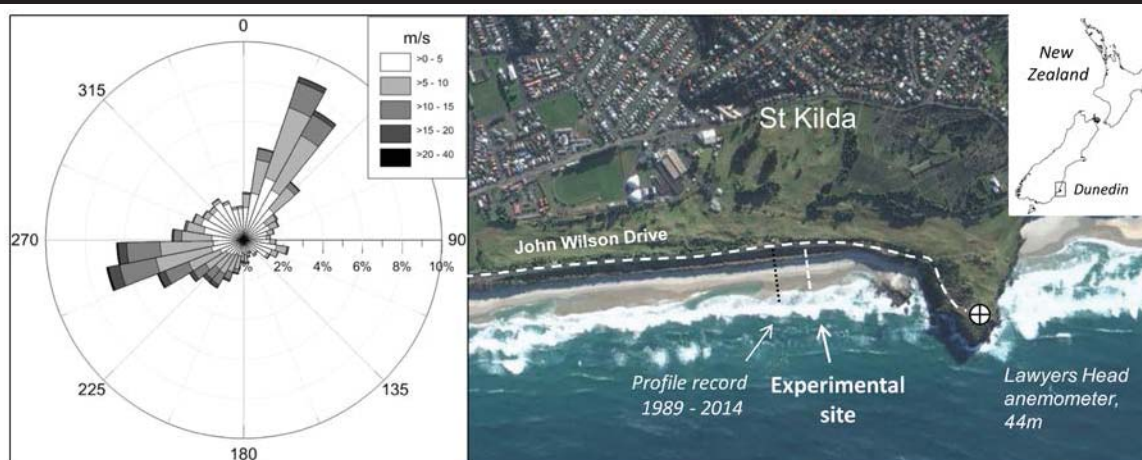 0
315
270
225
180
135
90
2%
4%
6%
8%
10%
m/s
>0 - 5
>5 - 10
>10 - 15
>15 - 20
>20 - 40
St Kilda
John Wilson Drive
Profile record
1989 - 2014
Experimental
site
Lawyers Head
anemometer,
44m
New
Zealand
Dunedin